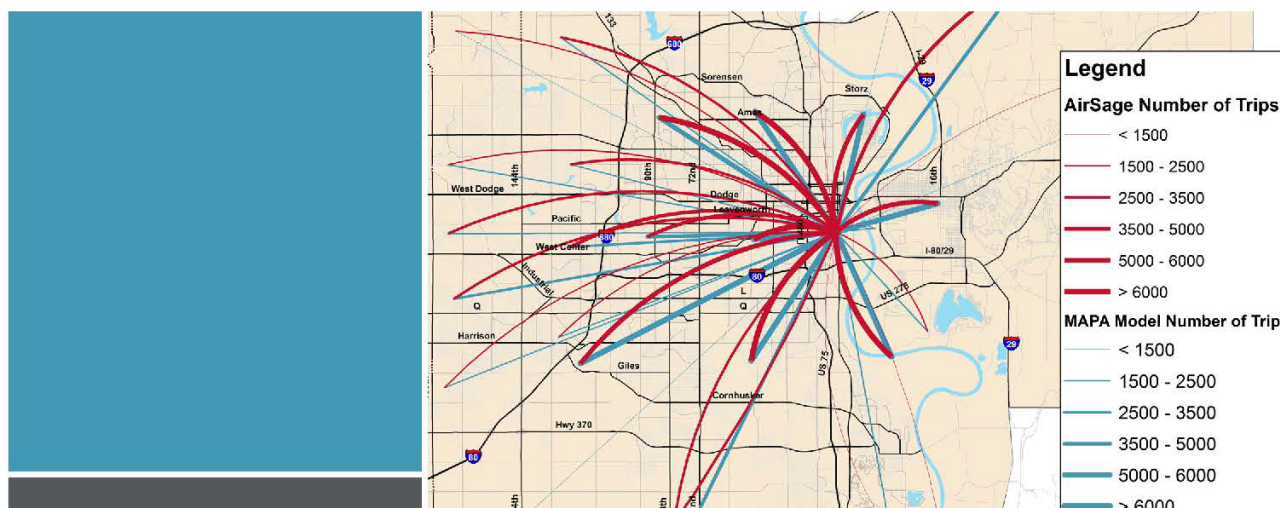 133
680
I-29
29
Sorensen
Storz
Ames
144th
90th
72nd
16th
West Dodge
Dodge
Leavenworth
Pacific
680
West Center
I-80/29
Industrial
80
L
US 275
Q
Q
Harrison
29
Giles
US 75
Cornhusker
Hwy 370
80
Legend
AirSage Number of Trips
< 1500
1500 - 2500
2500 - 3500
3500 - 5000
5000 - 6000
> 6000
MAPA Model Number of Trip
< 1500
1500 - 2500
2500 - 3500
3500 - 5000
5000 - 6000
> 6000